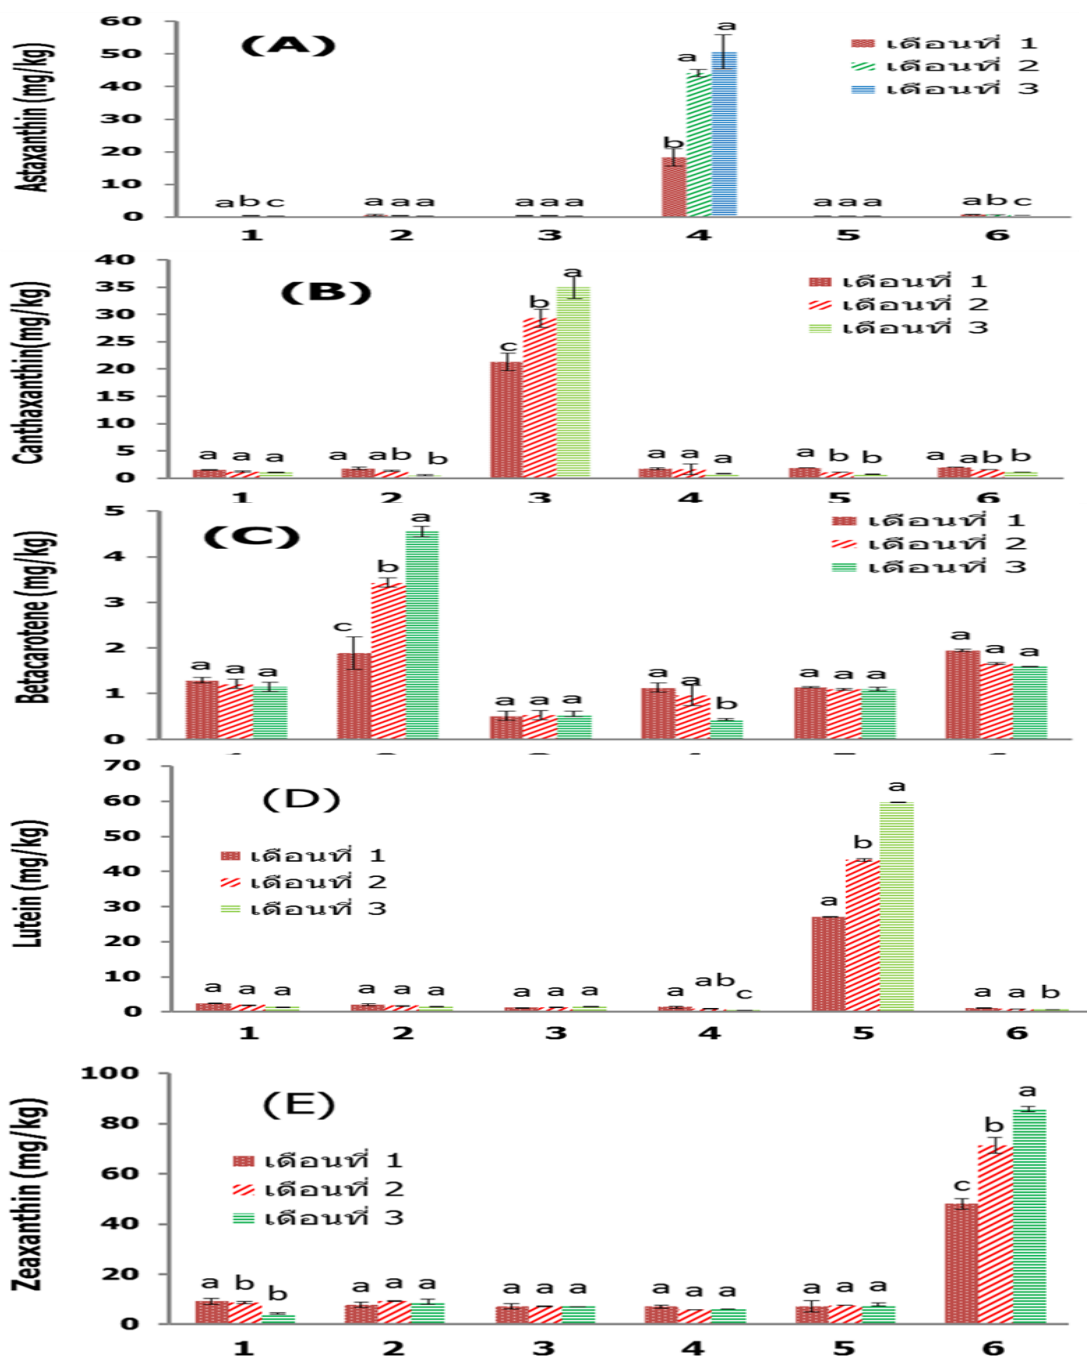 Astaxanthin (mg/kg)
60
50
40
30
20
10
0
(A)
เดือนที่ 1
เดือนที่ 2
เดือนที่ 3
a b c
a a a
a a a
b a a
a a a
a b c
1 2 3 4 5 6
Canthaxanthin(mg/kg)
40
35
30
25
20
15
10
5
0
(B)
เดือนที่ 1
เดือนที่ 2
เดือนที่ 3
a a a
a ab b
c b a
a a a
a b b
a ab b
1 2 3 4 5 6
Betacarotene (mg/kg)
5
4
3
2
1
0
(C)
เดือนที่ 1
เดือนที่ 2
เดือนที่ 3
a a a
c b a
a a a
a a b
a a a
a a a
Lutein (mg/kg)
70
60
50
40
30
20
10
0
(D)
เดือนที่ 1
เดือนที่ 2
เดือนที่ 3
a a a
a a a
a a a
a ab c
a b a
a a b
1 2 3 4 5 6
Zeaxanthin (mg/kg)
100
80
60
40
20
0
(E)
เดือนที่ 1
เดือนที่ 2
เดือนที่ 3
a b b
a a a
a a a
a a a
a a a
c b a
1 2 3 4 5 6